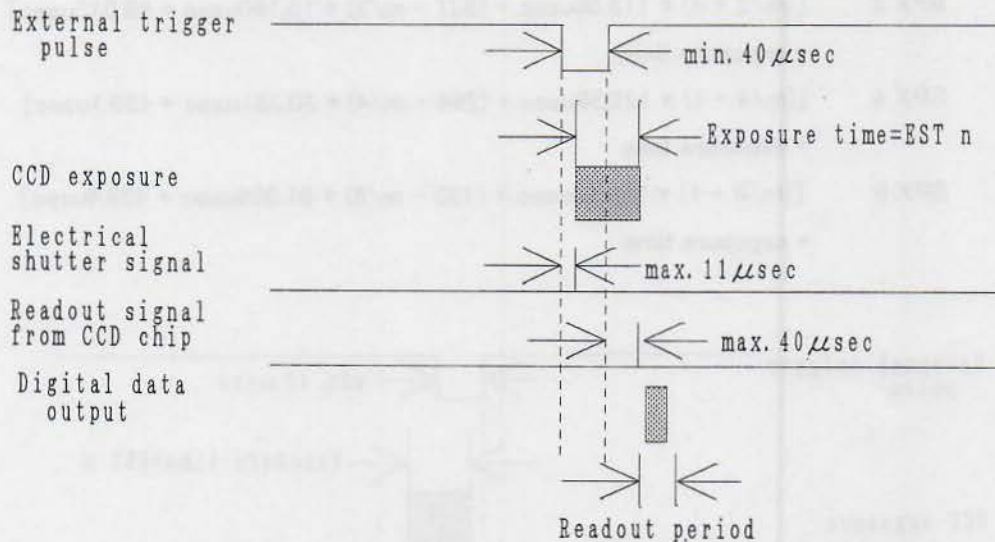 External trigger
pulse
min. 40 μsec
Exposure time=EST n
CCD exposure
Electrical
shutter signal
max. 11 μsec
Readout signal
from CCD chip
max. 40 μsec
Digital data
output
Readout period